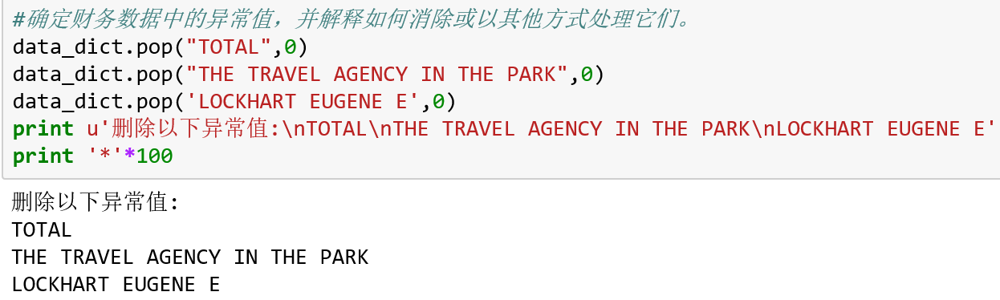 #确定财务数据中的异常值，并解释如何消除或以其他方式处理它们。
data_dict.pop("TOTAL",0)
data_dict.pop("THE TRAVEL AGENCY IN THE PARK",0)
data_dict.pop('LOCKHART EUGENE E',0)
print u'删除以下异常值:\nTOTAL\nTHE TRAVEL AGENCY IN THE PARK\nLOCKHART EUGENE E'
print '*'*100
删除以下异常值:
TOTAL
THE TRAVEL AGENCY IN THE PARK
LOCKHART EUGENE E